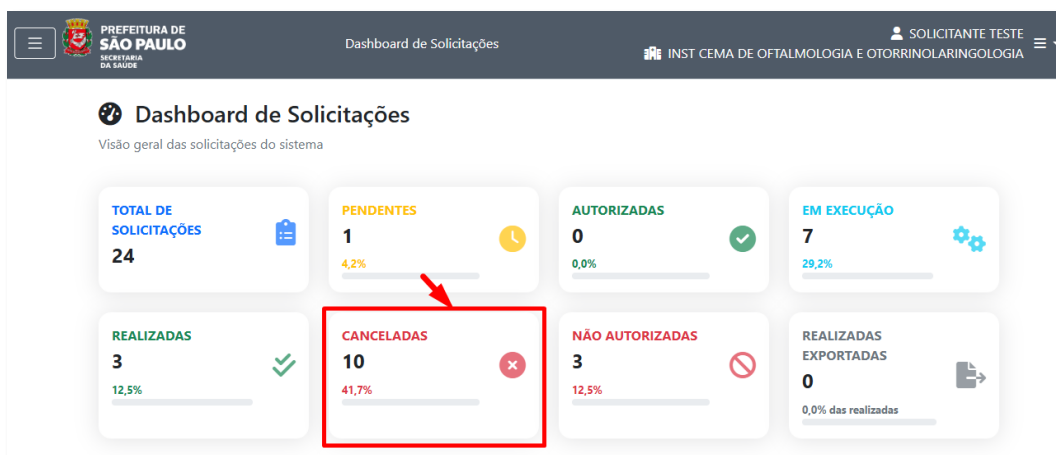 PREFEITURA DE
SÃO PAULO
SECRETARIA
DA SAÚDE
Dashboard de Solicitações
SOLICITANTE TESTE
INST CEMA DE OFTALMOLOGIA E OTORRINOLARINGOLOGIA
Dashboard de Solicitações
Visão geral das solicitações do sistema
TOTAL DE
SOLICITAÇÕES
24
PENDENTES
1
4,2%
AUTORIZADAS
0
0,0%
EM EXECUÇÃO
7
29,2%
REALIZADAS
3
12,5%
CANCELADAS
10
41,7%
NÃO AUTORIZADAS
3
12,5%
REALIZADAS
EXPORTADAS
0
0,0% das realizadas